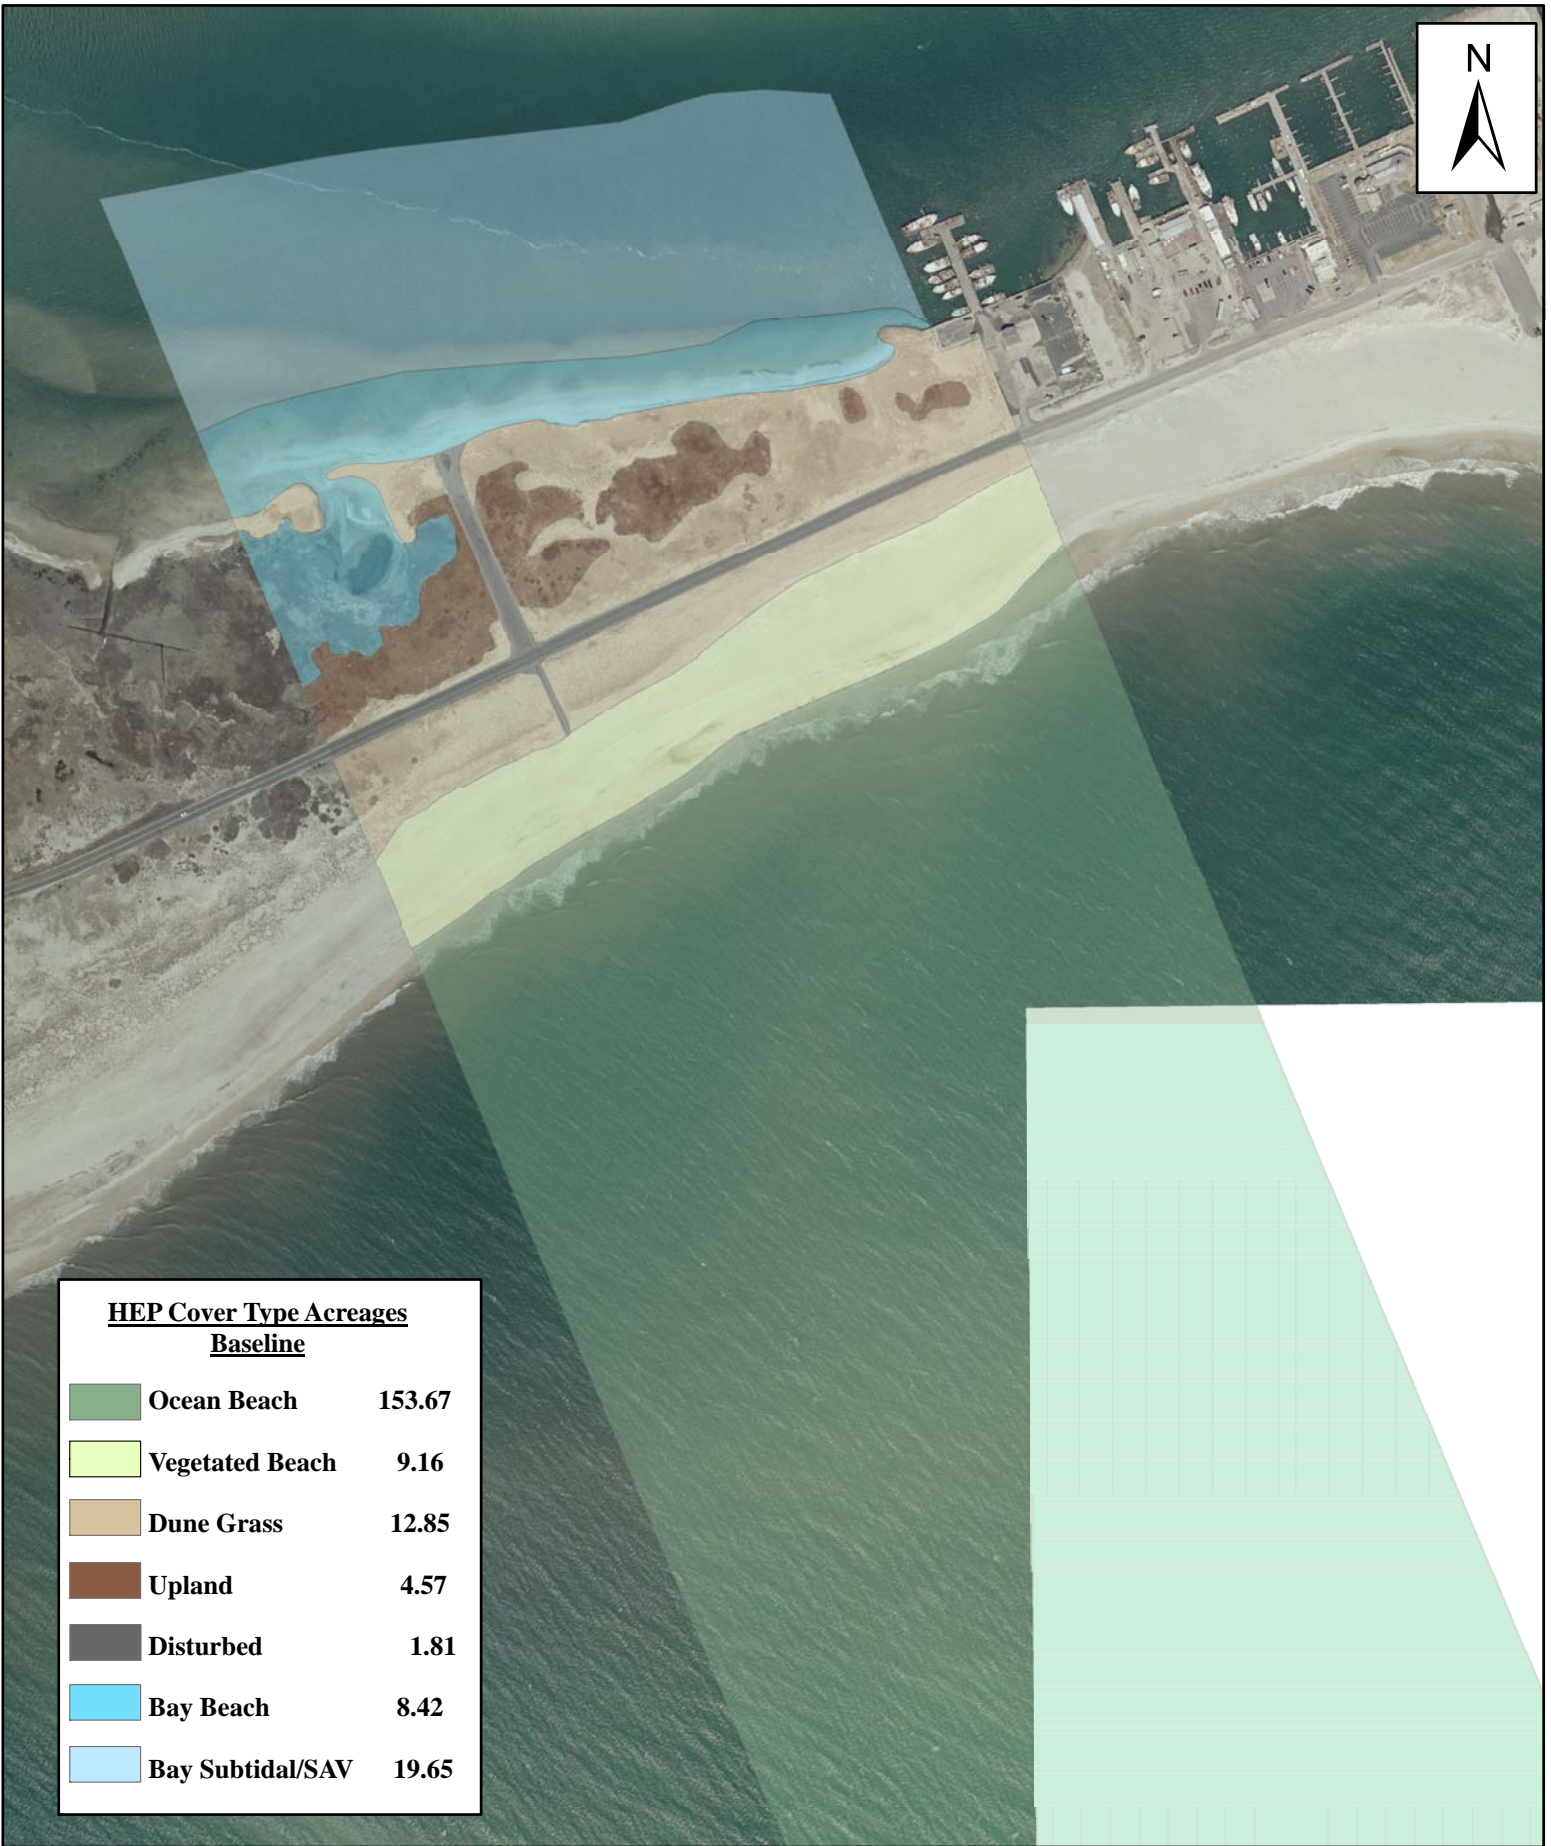 N
HEP Cover Type Acreages
Baseline
Ocean Beach 153.67
Vegetated Beach 9.16
Dune Grass 12.85
Upland 4.57
Disturbed 1.81
Bay Beach 8.42
Bay Subtidal/SAV 19.65